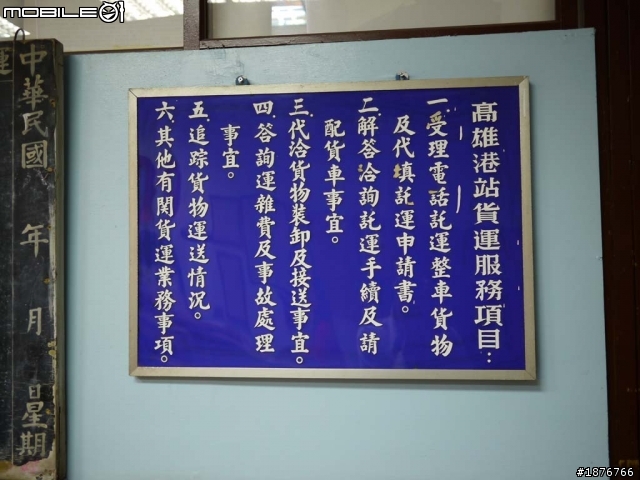 MOBILE01
高雄港站貨運服務項目：
一.受理電話託運整車貨物
及代填託運申請書。
二.解答洽詢託運手續及請
配貨車事宜。
三.代洽貨物裝卸及接送事宜。
四.答詢運雜費及事故處理
事宜。
五.追踪貨物運送情況。
六.其他有関貨運業務事項。
中華民國 年 月 星期
運
#1876766